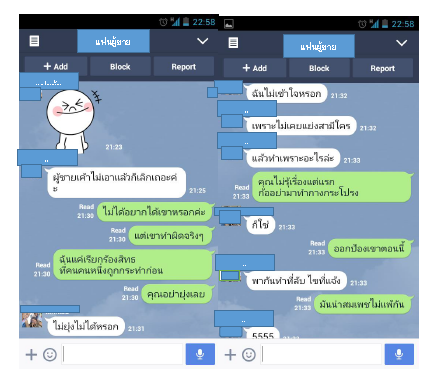 22:58
แฟนผู้ชาย
+ Add
Block
Report
21:23
ผู้ชายเค้าไม่เอาแล้วก็เลิกเถอะค่
ะ
21:25
Read
21:30
ไม่ได้อยากได้เขาหรอกค่ะ
Read
21:30
แต่เขาทำผิดจริงๆ
ฉันแค่เรียกร้องสิทธ
ที่คนคนหนึ่งถูกกระทำก่อน
Read
21:30
Read
21:30
คุณอย่ายุ่งเลย
ไม่ยุ่งไม่ได้หรอก
21:31
22:58
แฟนผู้ชาย
+ Add
Block
Report
ฉันไม่เข้าใจหรอก
21:32
เพราะไม่เคยแย่งสามีใคร
21:32
แล้วทำเพราะอะไรล่ะ
21:33
คุณไม่รุ้เรื่องแต่แรก
ก่ออย่ามาทำกางกระโปรง
Read
21:33
ก็ใช่
21:33
Read
21:33
ออกป้องเขาตอนนี้
พากันทำที่ลับ ไขที่แจ้ง
21:33
Read
21:33
มันน่าสมเพชไม่แพ้กัน
5555